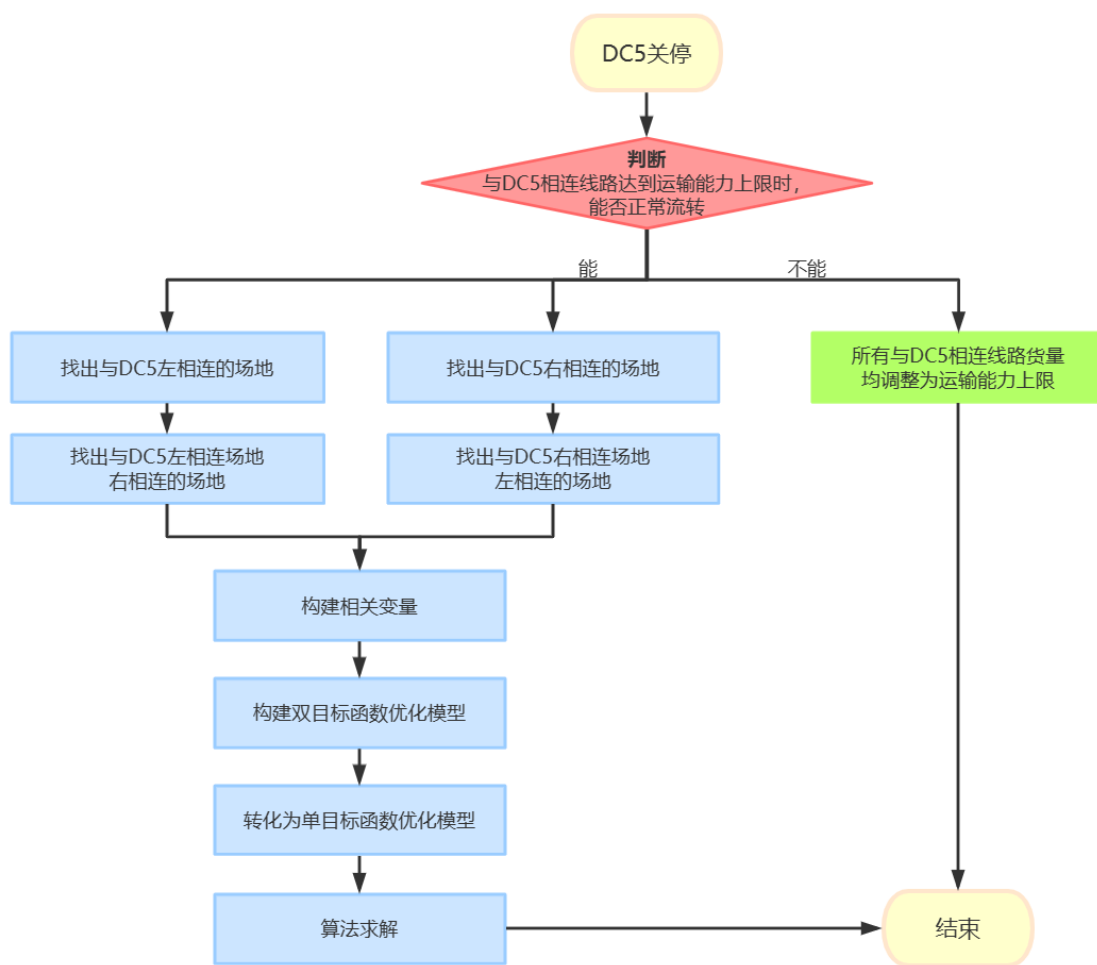 DC5关停
判断
与DC5相连线路达到运输能力上限时，
能否正常流转
能
不能
找出与DC5左相连的场地
找出与DC5右相连的场地
所有与DC5相连线路货量
均调整为运输能力上限
找出与DC5左相连场地
右相连的场地
找出与DC5右相连场地
左相连的场地
构建相关变量
构建双目标函数优化模型
转化为单目标函数优化模型
算法求解
结束